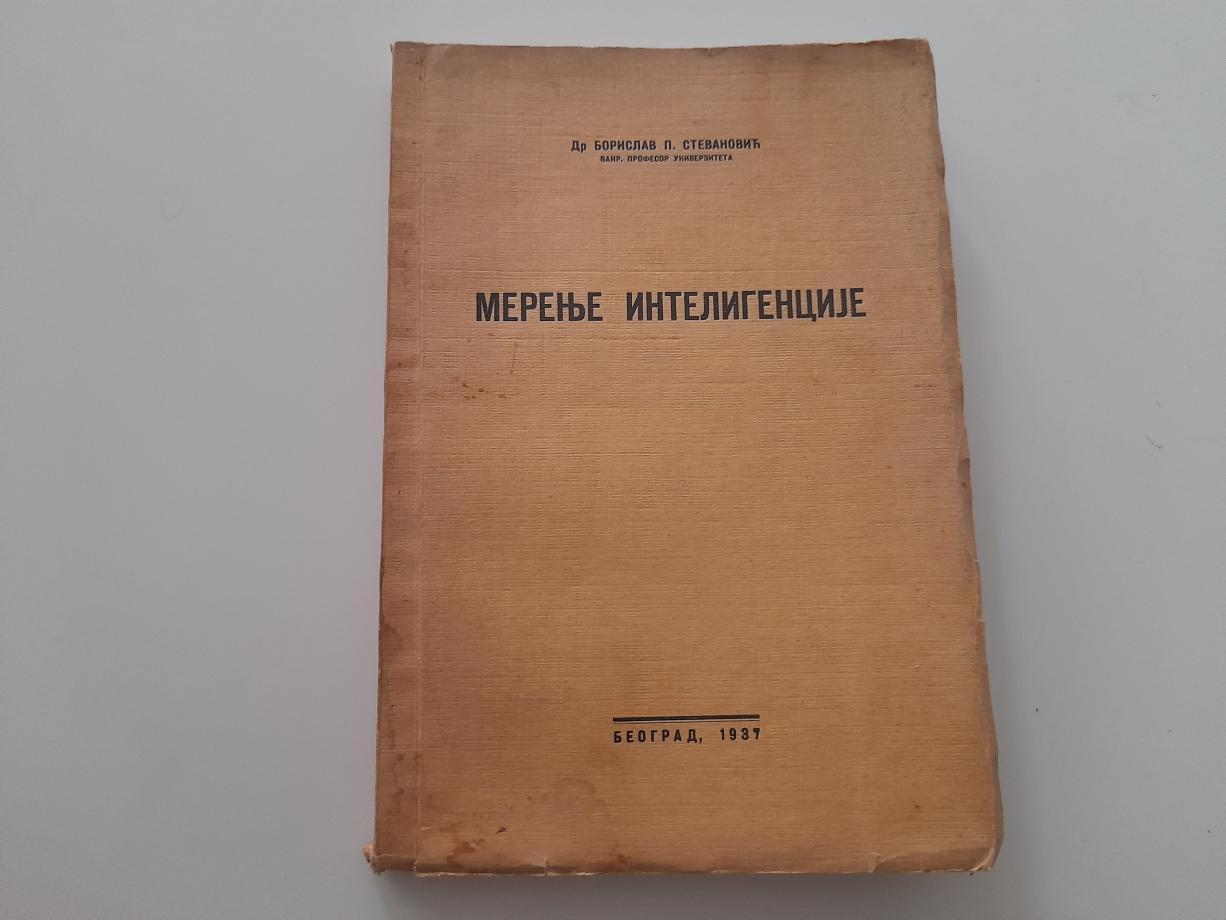 Др БОРИСЛАВ П. СТЕВАНОВИЋ
ВАНР. ПРОФЕСОР УНИВЕРЗИТЕТА
МЕРЕЊЕ ИНТЕЛИГЕНЦИЈЕ
БЕОГРАД, 1937